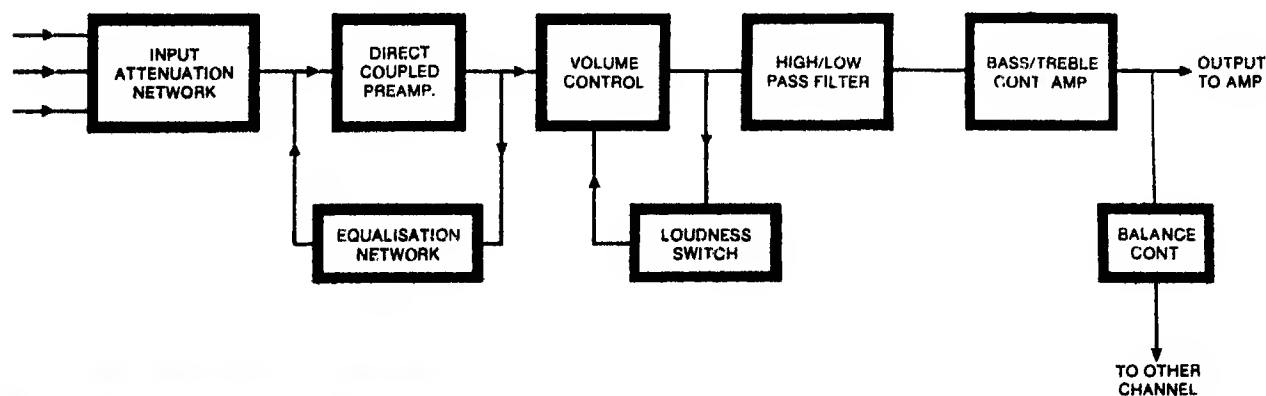 INPUT
ATTENUATION
NETWORK
DIRECT
COUPLED
PREAMP.
VOLUME
CONTROL
HIGH/LOW
PASS FILTER
BASS/TREBLE
CONT AMP
OUTPUT
TO AMP
EQUALISATION
NETWORK
LOUDNESS
SWITCH
BALANCE
CONT
TO OTHER
CHANNEL